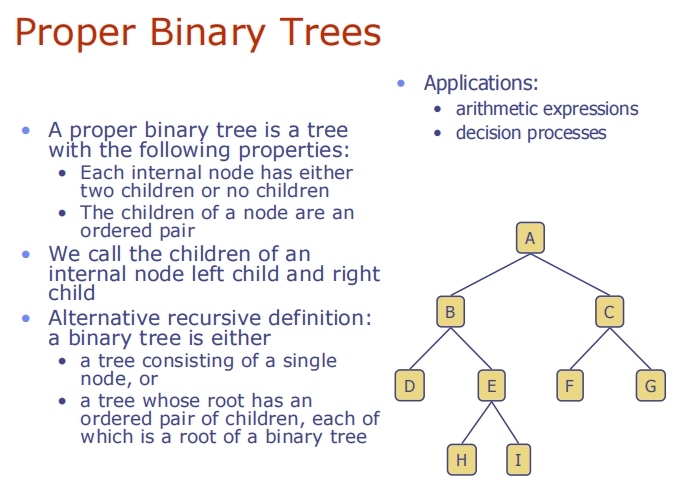 Proper Binary Trees
A proper binary tree is a tree
with the following properties:
Each internal node has either
two children or no children
The children of a node are an
ordered pair
We call the children of an
internal node left child and right
child
Alternative recursive definition:
a binary tree is either
a tree consisting of a single
node, or
a tree whose root has an
ordered pair of children, each of
which is a root of a binary tree
Applications:
arithmetic expressions
decision processes
A
B C
D E F G
H I